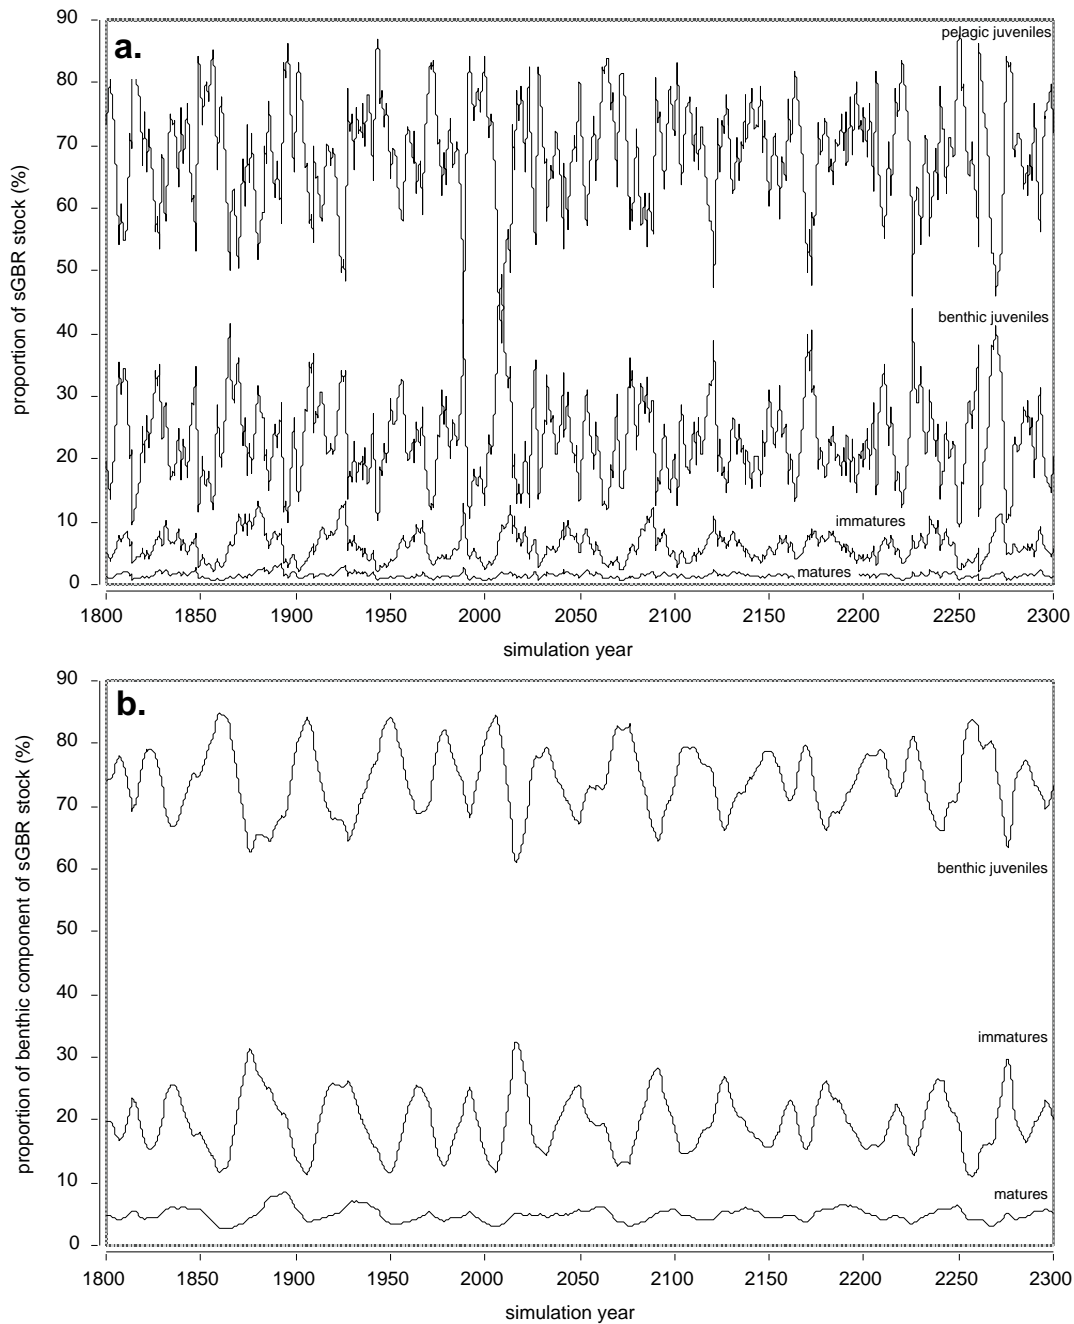 a.
90
80
70
60
50
40
30
20
10
0
proportion of sGBR stock (%)
pelagic juveniles
benthic juveniles
immatures
matures
1800 1850 1900 1950 2000 2050 2100 2150 2200 2250 2300
simulation year
b.
90
80
70
60
50
40
30
20
10
0
proportion of benthic component of sGBR stock (%)
benthic juveniles
immatures
matures
1800 1850 1900 1950 2000 2050 2100 2150 2200 2250 2300
simulation year